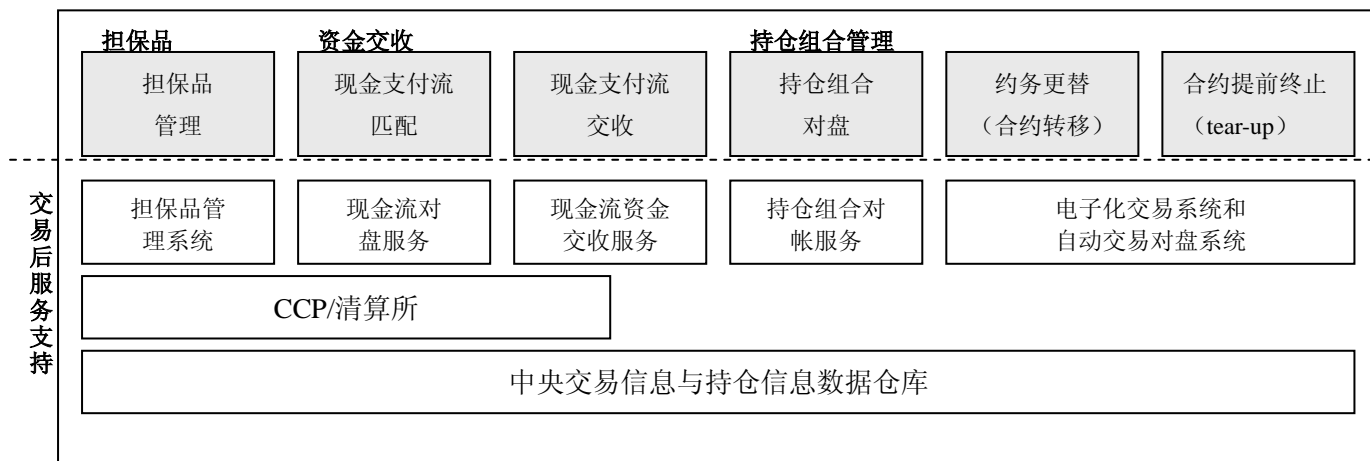 担保品
资金交收
持仓组合管理
担保品
管理
现金支付流
匹配
现金支付流
交收
持仓组合
对盘
约务更替
（合约转移）
合约提前终止
（tear-up）
交易后服务支持
担保品管
理系统
现金流对
盘服务
现金流资金
交收服务
持仓组合对
帐服务
电子化交易系统和
自动交易对盘系统
CCP/清算所
中央交易信息与持仓信息数据仓库